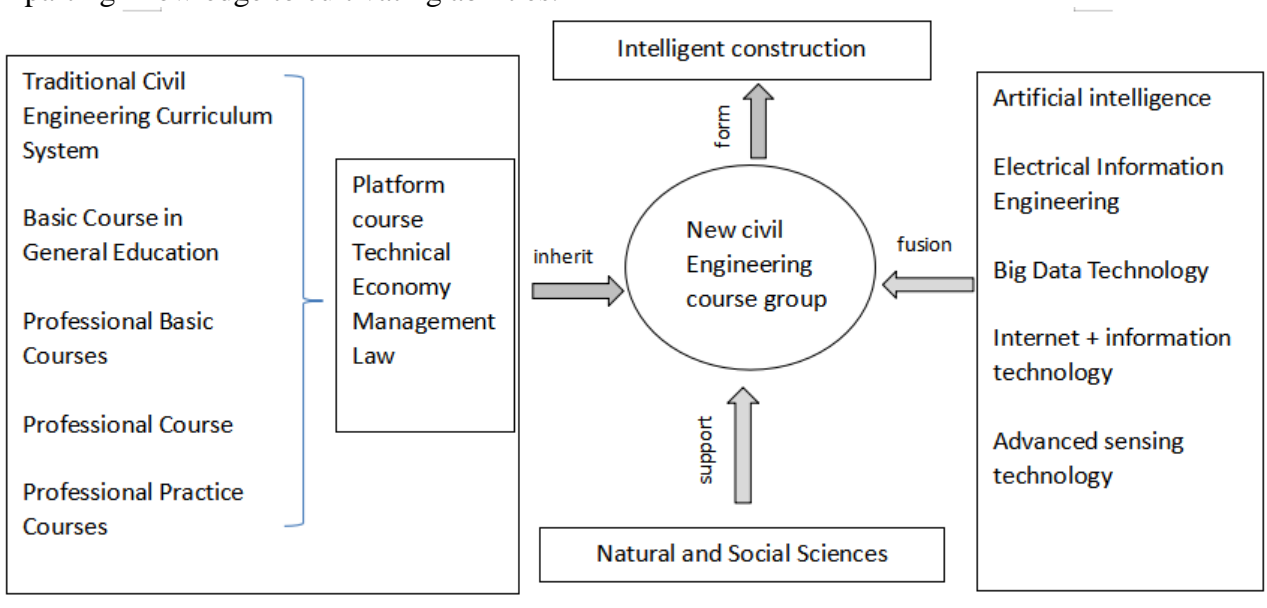 Intelligent construction
Traditional Civil
Engineering Curriculum
System
Basic Course in
General Education
Professional Basic
Courses
Professional Course
Professional Practice
Courses
Platform
course
Technical
Economy
Management
Law
inherit
form
New civil
Engineering
course group
support
Natural and Social Sciences
fusion
Artificial intelligence
Electrical Information
Engineering
Big Data Technology
Internet + information
technology
Advanced sensing
technology